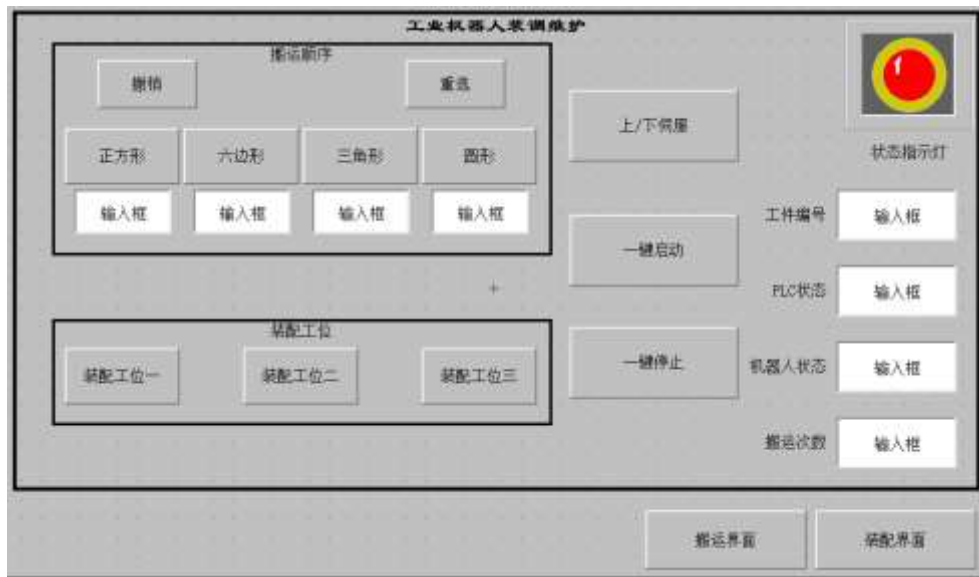 工业机器人装调维护
搬运顺序
撤销 重选
上/下伺服
正方形 六边形 三角形 圆形
状态指示灯
输入框 输入框 输入框 输入框
工件编号 输入框
一键启动
PLC状态 输入框
装配工位
装配工位一 装配工位二 装配工位三
一键停止
机器人状态 输入框
搬运次数 输入框
搬运界面 装配界面